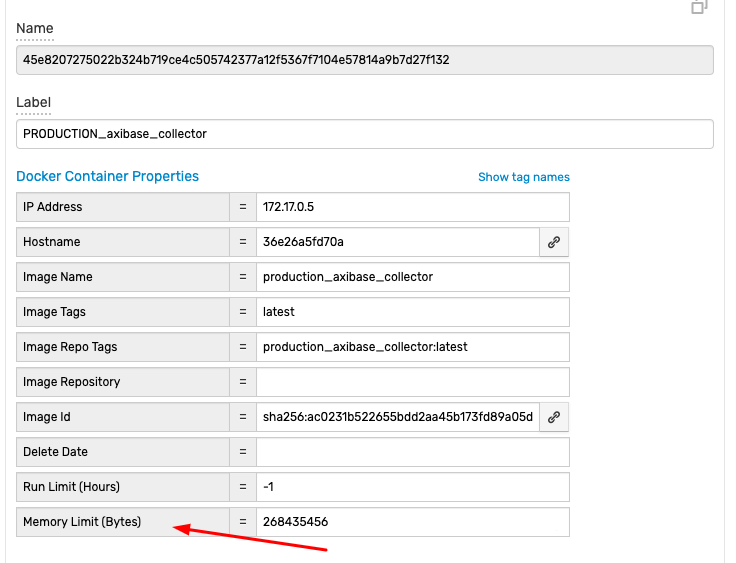 Name
45e8207275022b324b719ce4c505742377a12f5367f7104e57814a9b7d27f132
Label
PRODUCTION_axibase_collector
Docker Container Properties Show tag names
IP Address = 172.17.0.5
Hostname = 36e26a5fd70a
Image Name = production_axibase_collector
Image Tags = latest
Image Repo Tags = production_axibase_collector:latest
Image Repository =
Image Id = sha256:ac0231b522655bdd2aa45b173fd89a05d
Delete Date =
Run Limit (Hours) = -1
Memory Limit (Bytes) = 268435456